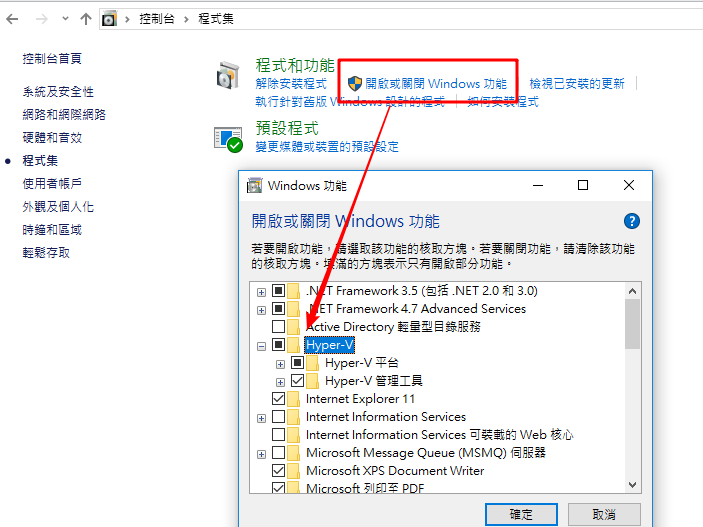 控制台 › 程式集
控制台首頁
系統及安全性
網路和網際網路
硬體和音效
程式集
使用者帳戶
外觀及個人化
時鐘和區域
輕鬆存取
程式和功能
解除安裝程式 開啟或關閉 Windows 功能 檢視已安裝的更新
執行針對舊版 Windows 設計的程式 如何安裝程式
預設程式
變更媒體或裝置的預設設定
Windows 功能
開啟或關閉 Windows 功能
若要開啟功能，請選取該功能的核取方塊。若要關閉功能，請清除該功能
的核取方塊。填滿的方塊表示只有開啟部分功能。
.NET Framework 3.5 (包括 .NET 2.0 和 3.0)
.NET Framework 4.7 Advanced Services
Active Directory 輕量型目錄服務
Hyper-V
Hyper-V 平台
Hyper-V 管理工具
Internet Explorer 11
Internet Information Services
Internet Information Services 可裝載的 Web 核心
Microsoft Message Queue (MSMQ) 伺服器
Microsoft XPS Document Writer
Microsoft 列印至 PDF
確定 取消